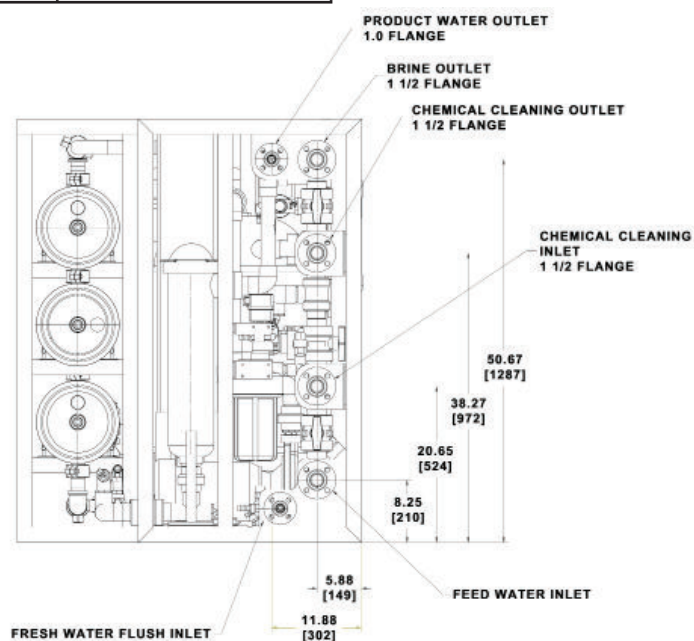 PRODUCT WATER OUTLET
1.0 FLANGE
BRINE OUTLET
1 1/2 FLANGE
CHEMICAL CLEANING OUTLET
1 1/2 FLANGE
CHEMICAL CLEANING
INLET
1 1/2 FLANGE
50.67
[1287]
38.27
[972]
20.65
[524]
8.25
[210]
5.88
[149]
FEED WATER INLET
11.88
[302]
FRESH WATER FLUSH INLET